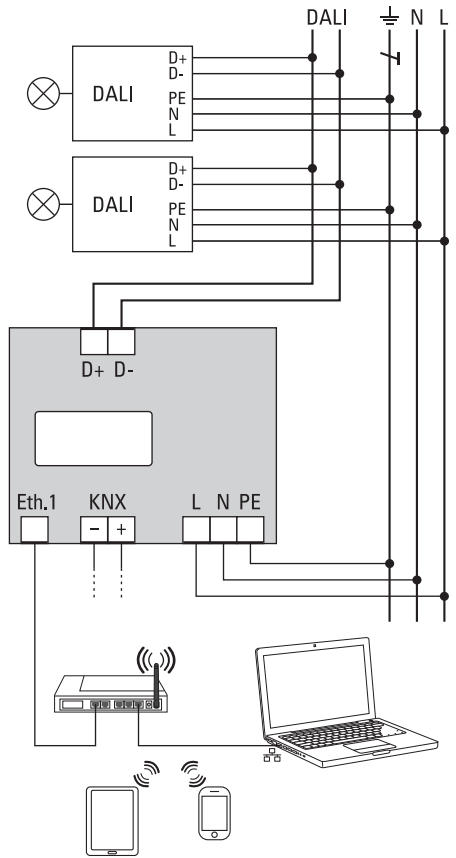 DALI N L
D+
D-
DALI PE
N
L
D+
D-
DALI PE
N
L
D+ D-
Eth.1 KNX L N PE
- +